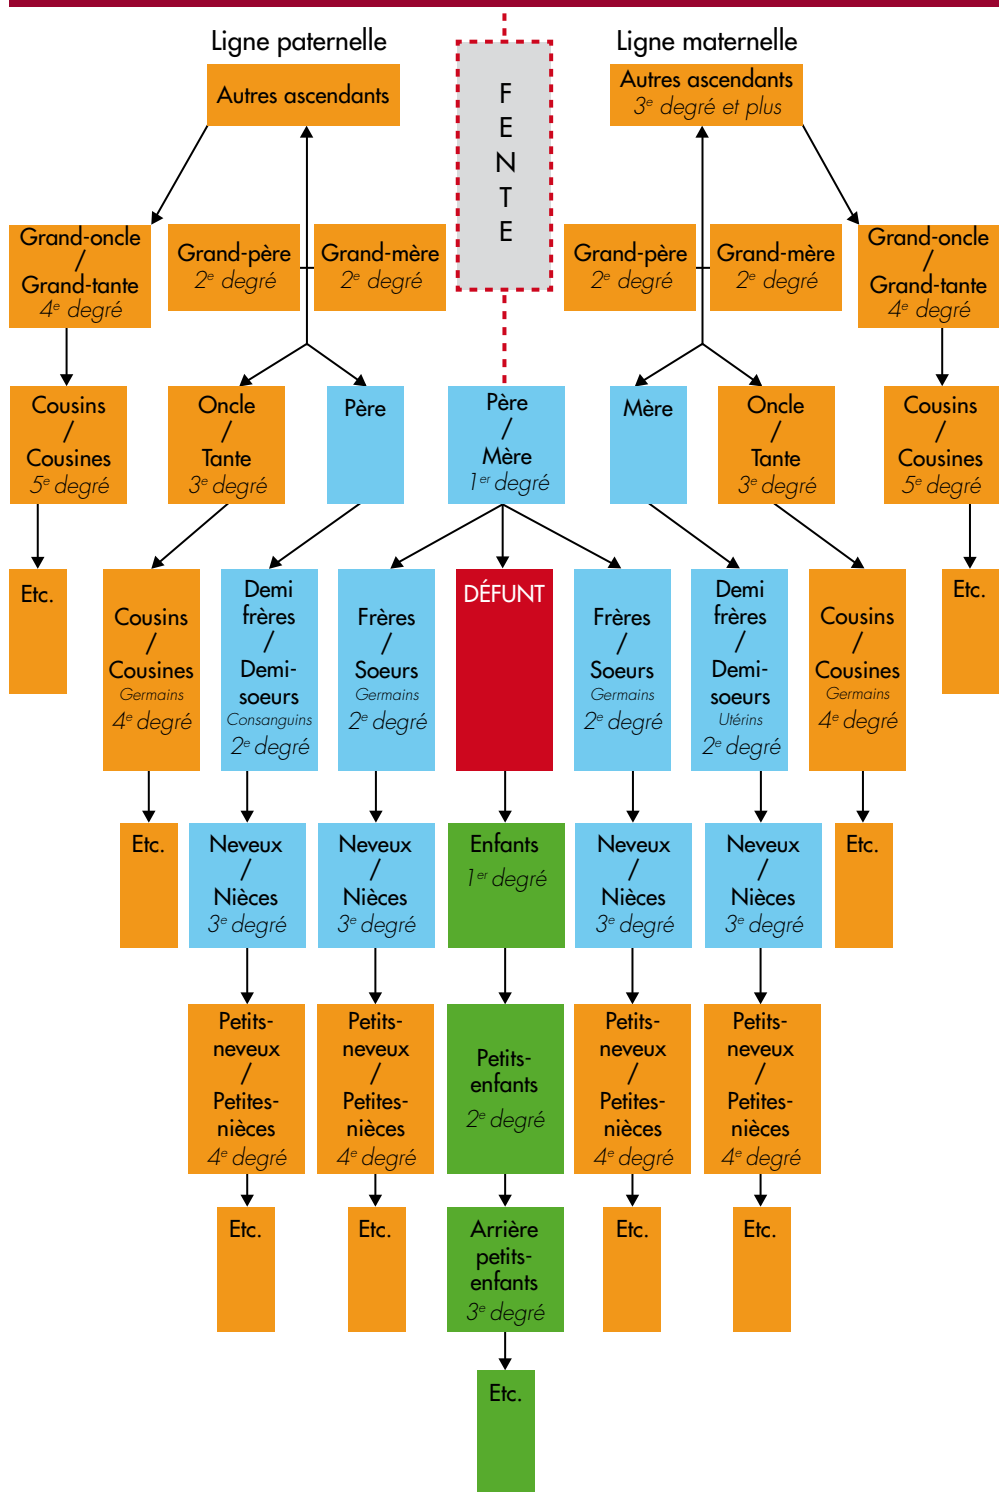 Ligne paternelle
Ligne maternelle
Autres ascendants
F
E
N
T
E
Autres ascendants
3e degré et plus
Grand-oncle
/
Grand-tante
4e degré
Grand-père
2e degré
Grand-mère
2e degré
Grand-père
2e degré
Grand-mère
2e degré
Grand-oncle
/
Grand-tante
4e degré
Cousins
/
Cousines
5e degré
Oncle
/
Tante
3e degré
Père
Père
/
Mère
1er degré
Mère
Oncle
/
Tante
3e degré
Cousins
/
Cousines
5e degré
Etc.
Cousins
/
Cousines
Germains
4e degré
Demi
frères
/
Demi-
soeurs
Consanguins
2e degré
Frères
/
Soeurs
Germains
2e degré
DÉFUNT
Frères
/
Soeurs
Germains
2e degré
Demi
frères
/
Demi-
soeurs
Utérins
2e degré
Cousins
/
Cousines
Germains
4e degré
Etc.
Etc.
Neveux
/
Nièces
3e degré
Neveux
/
Nièces
3e degré
Enfants
1er degré
Neveux
/
Nièces
3e degré
Neveux
/
Nièces
3e degré
Etc.
Petits-
neveux
/
Petites-
nièces
4e degré
Petits-
neveux
/
Petites-
nièces
4e degré
Petits-
enfants
2e degré
Petits-
neveux
/
Petites-
nièces
4e degré
Petits-
neveux
/
Petites-
nièces
4e degré
Etc.
Etc.
Arrière
petits-
enfants
3e degré
Etc.
Etc.
Etc.